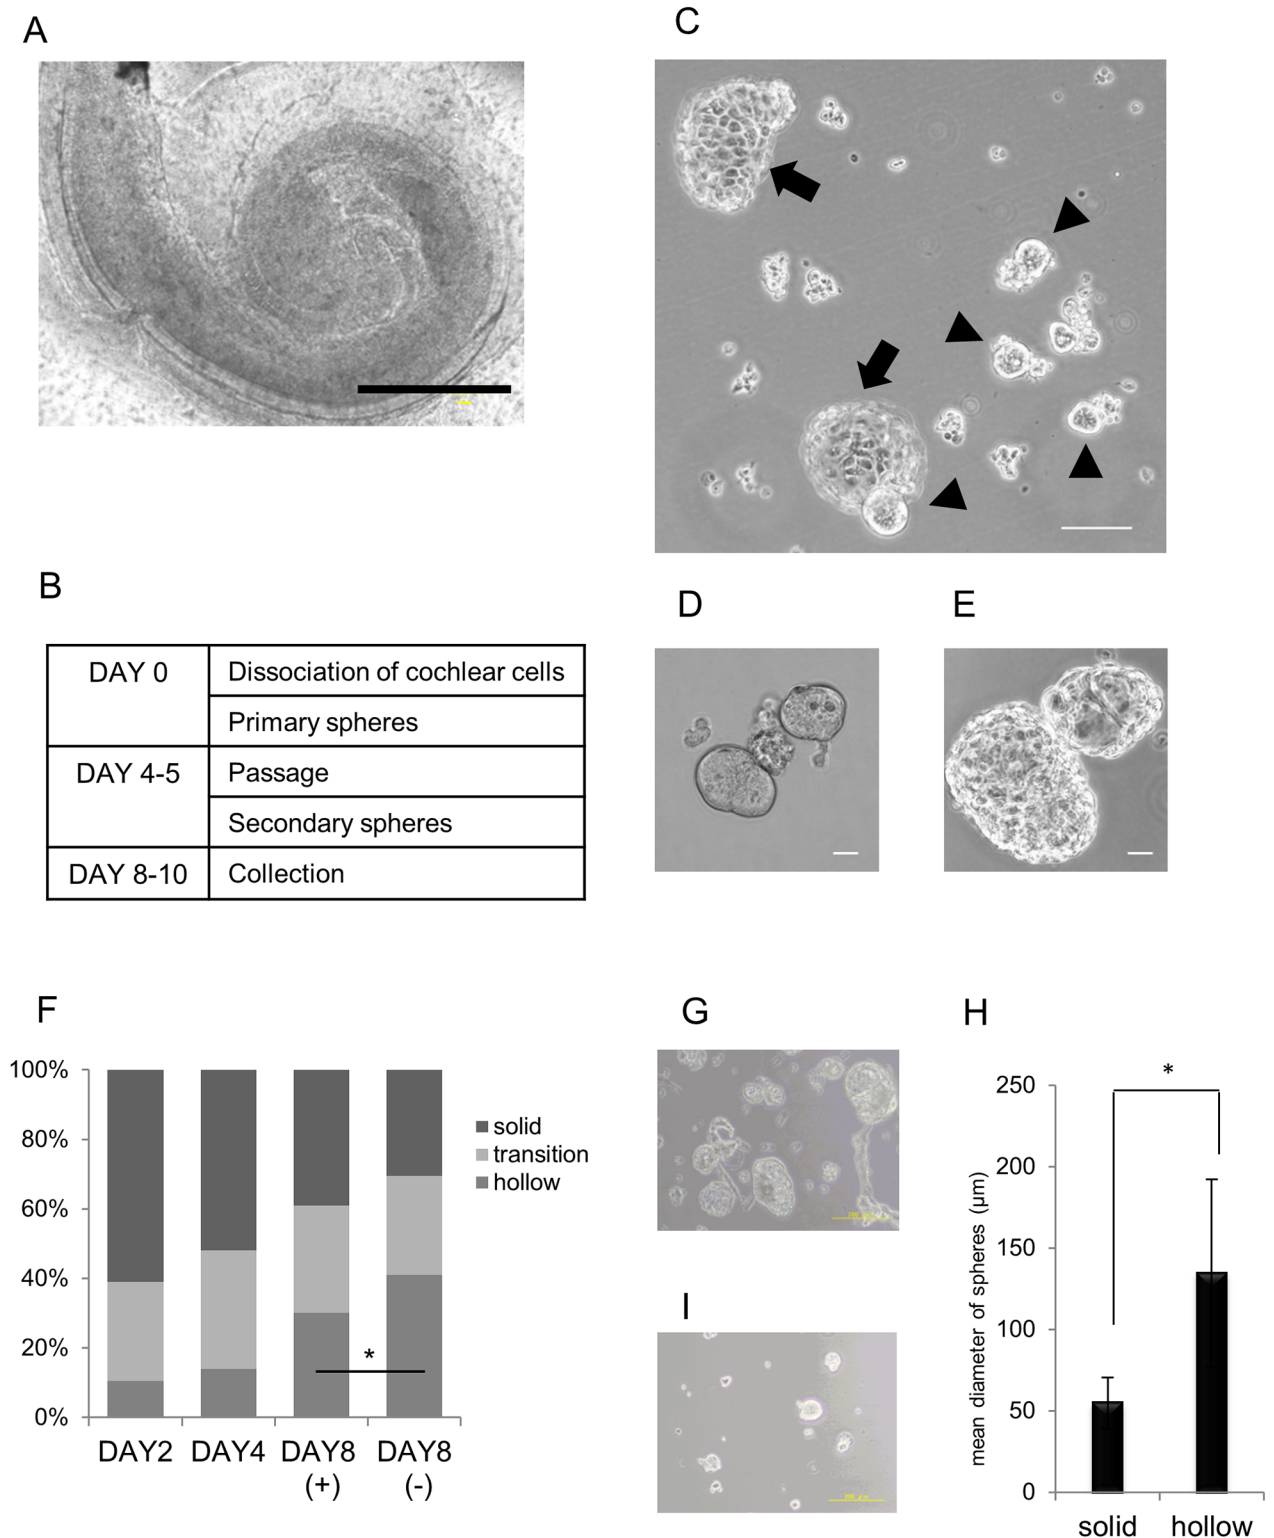 A
C
B
DAY 0
Dissociation of cochlear cells
Primary spheres
DAY 4-5
Passage
Secondary spheres
DAY 8-10
Collection
D
E
F
100%
80%
60%
40%
20%
0%
*
DAY2
DAY4
DAY8
(+)
DAY8
(-)
solid
transition
hollow
G
I
H
mean diameter of spheres (μm)
250
200
150
100
50
0
*
solid
hollow